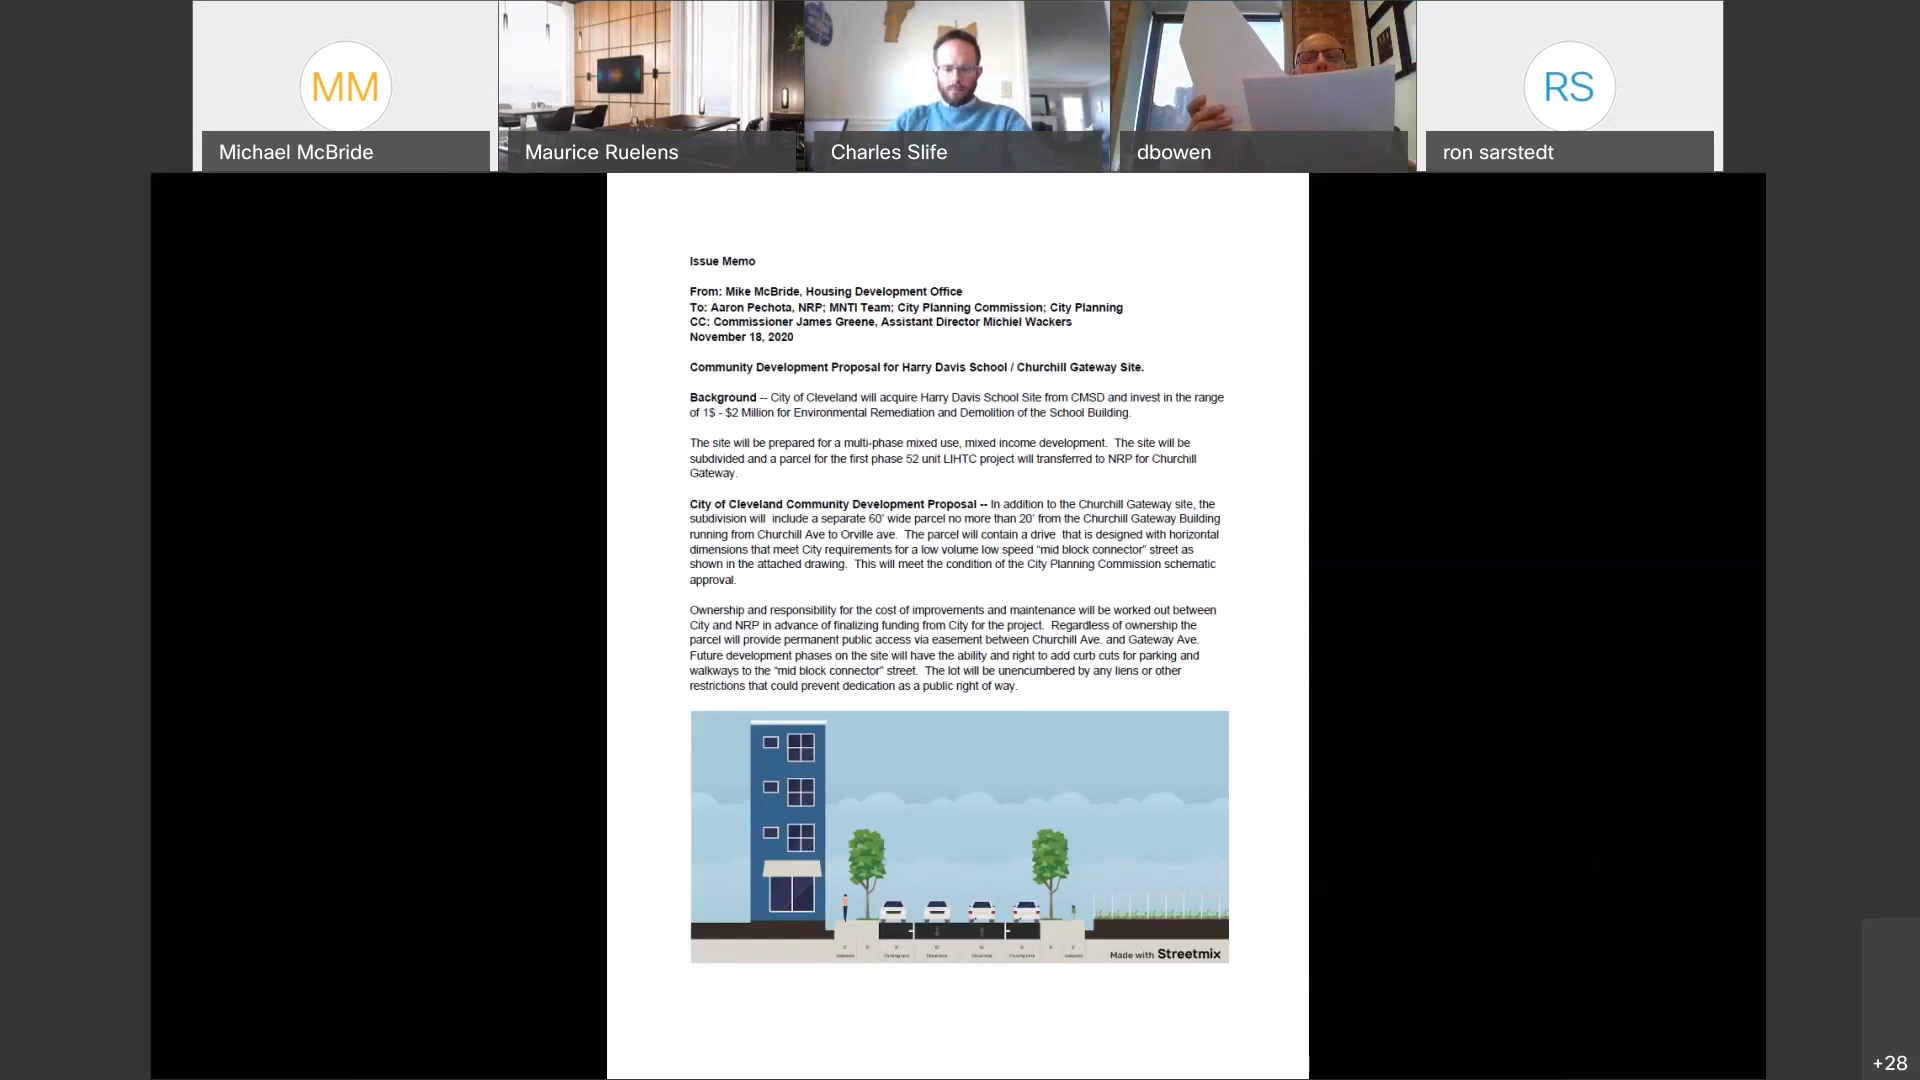 MM
RS
Michael McBride
Maurice Ruelens
Charles Slife
dbowen
ron sarstedt
Issue Memo
From: Mike McBride, Housing Development Office
To: Aaron Pechota, NRP; MNTI Team; City Planning Commission; City Planning
CC: Commissioner James Greene, Assistant Director Michiel Wackers
November 18, 2020
Community Development Proposal for Harry Davis School / Churchill Gateway Site.
Background -- City of Cleveland will acquire Harry Davis School Site from CMSD and invest in the range
of 1$ - $2 Million for Environmental Remediation and Demolition of the School Building.
The site will be prepared for a multi-phase mixed use, mixed income development. The site will be
subdivided and a parcel for the first phase 52 unit LIHTC project will transferred to NRP for Churchill
Gateway.
City of Cleveland Community Development Proposal -- In addition to the Churchill Gateway site, the
subdivision will include a separate 60' wide parcel no more than 20' from the Churchill Gateway Building
running from Churchill Ave to Orville ave. The parcel will contain a drive that is designed with horizontal
dimensions that meet City requirements for a low volume low speed "mid block connector" street as
shown in the attached drawing. This will meet the condition of the City Planning Commission schematic
approval.
Ownership and responsibility for the cost of improvements and maintenance will be worked out between
City and NRP in advance of finalizing funding from City for the project. Regardless of ownership the
parcel will provide permanent public access via easement between Churchill Ave. and Gateway Ave.
Future development phases on the site will have the ability and right to add curb cuts for parking and
walkways to the "mid block connector" street. The lot will be unencumbered by any liens or other
restrictions that could prevent dedication as a public right of way.
Made with Streetmix
+28